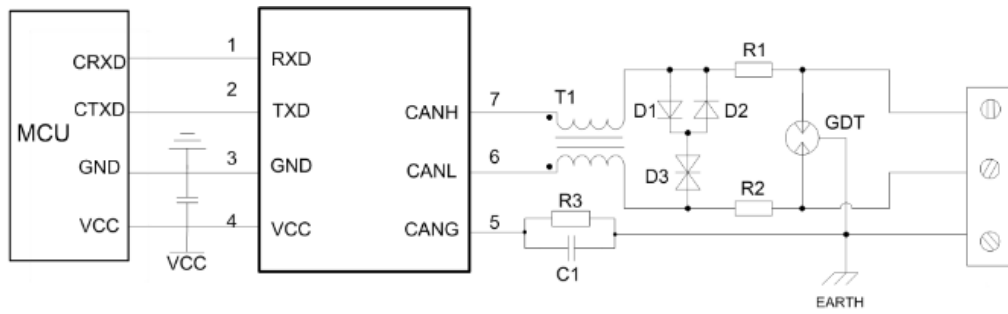 MCU
CRXD
CTXD
GND
VCC
1
2
3
4
VCC
RXD
TXD
GND
VCC
CANH
CANL
CANG
7
6
5
T1
D1
D2
D3
R1
R2
GDT
R3
C1
EARTH